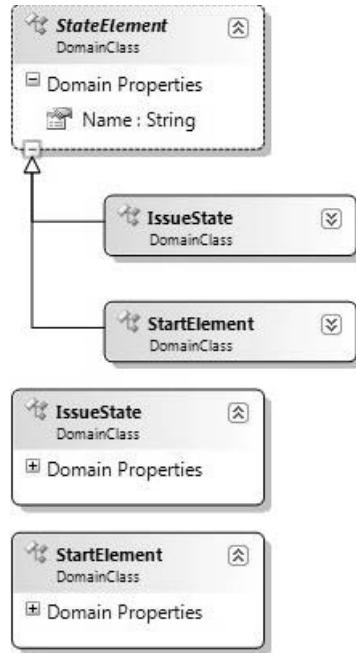 StateElement
DomainClass
Domain Properties
Name : String
IssueState
DomainClass
StartElement
DomainClass
IssueState
DomainClass
Domain Properties
StartElement
DomainClass
Domain Properties